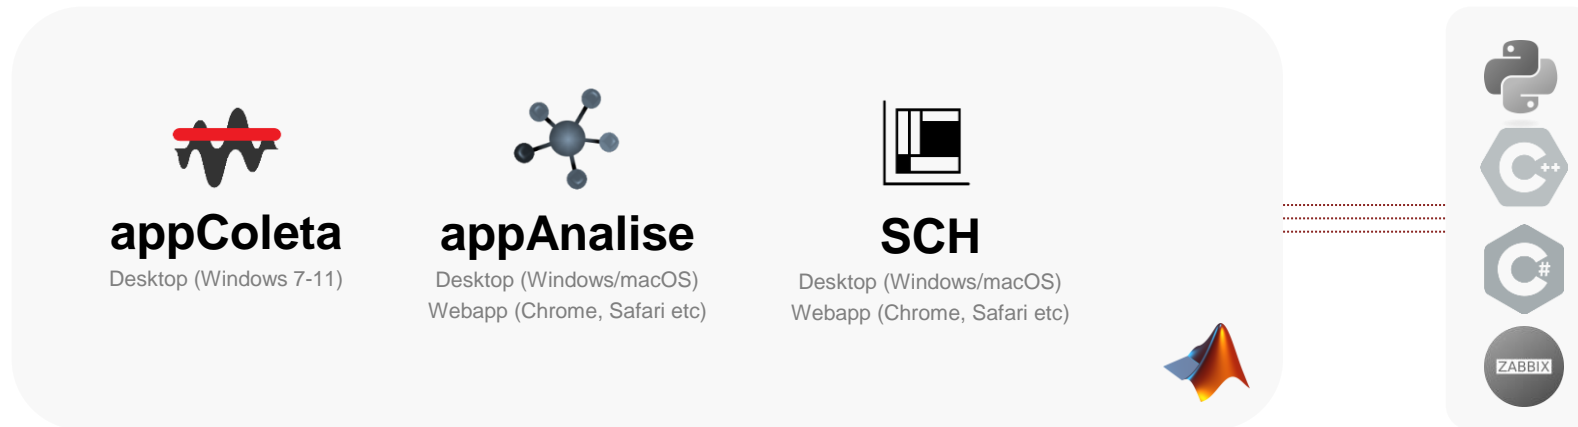 appColeta
Desktop (Windows 7-11)
appAnalise
Desktop (Windows/macOS)
Webapp (Chrome, Safari etc)
SCH
Desktop (Windows/macOS)
Webapp (Chrome, Safari etc)
C++
C#
ZABBIX